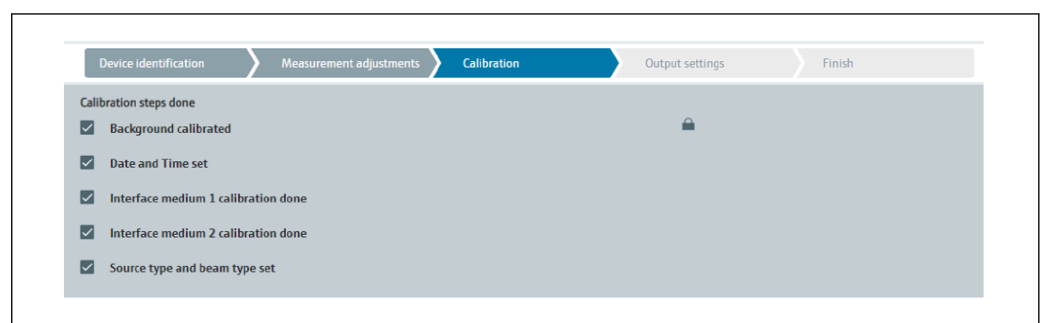 Device identification
Measurement adjustments
Calibration
Output settings
Finish
Calibration steps done
Background calibrated
Date and Time set
Interface medium 1 calibration done
Interface medium 2 calibration done
Source type and beam type set